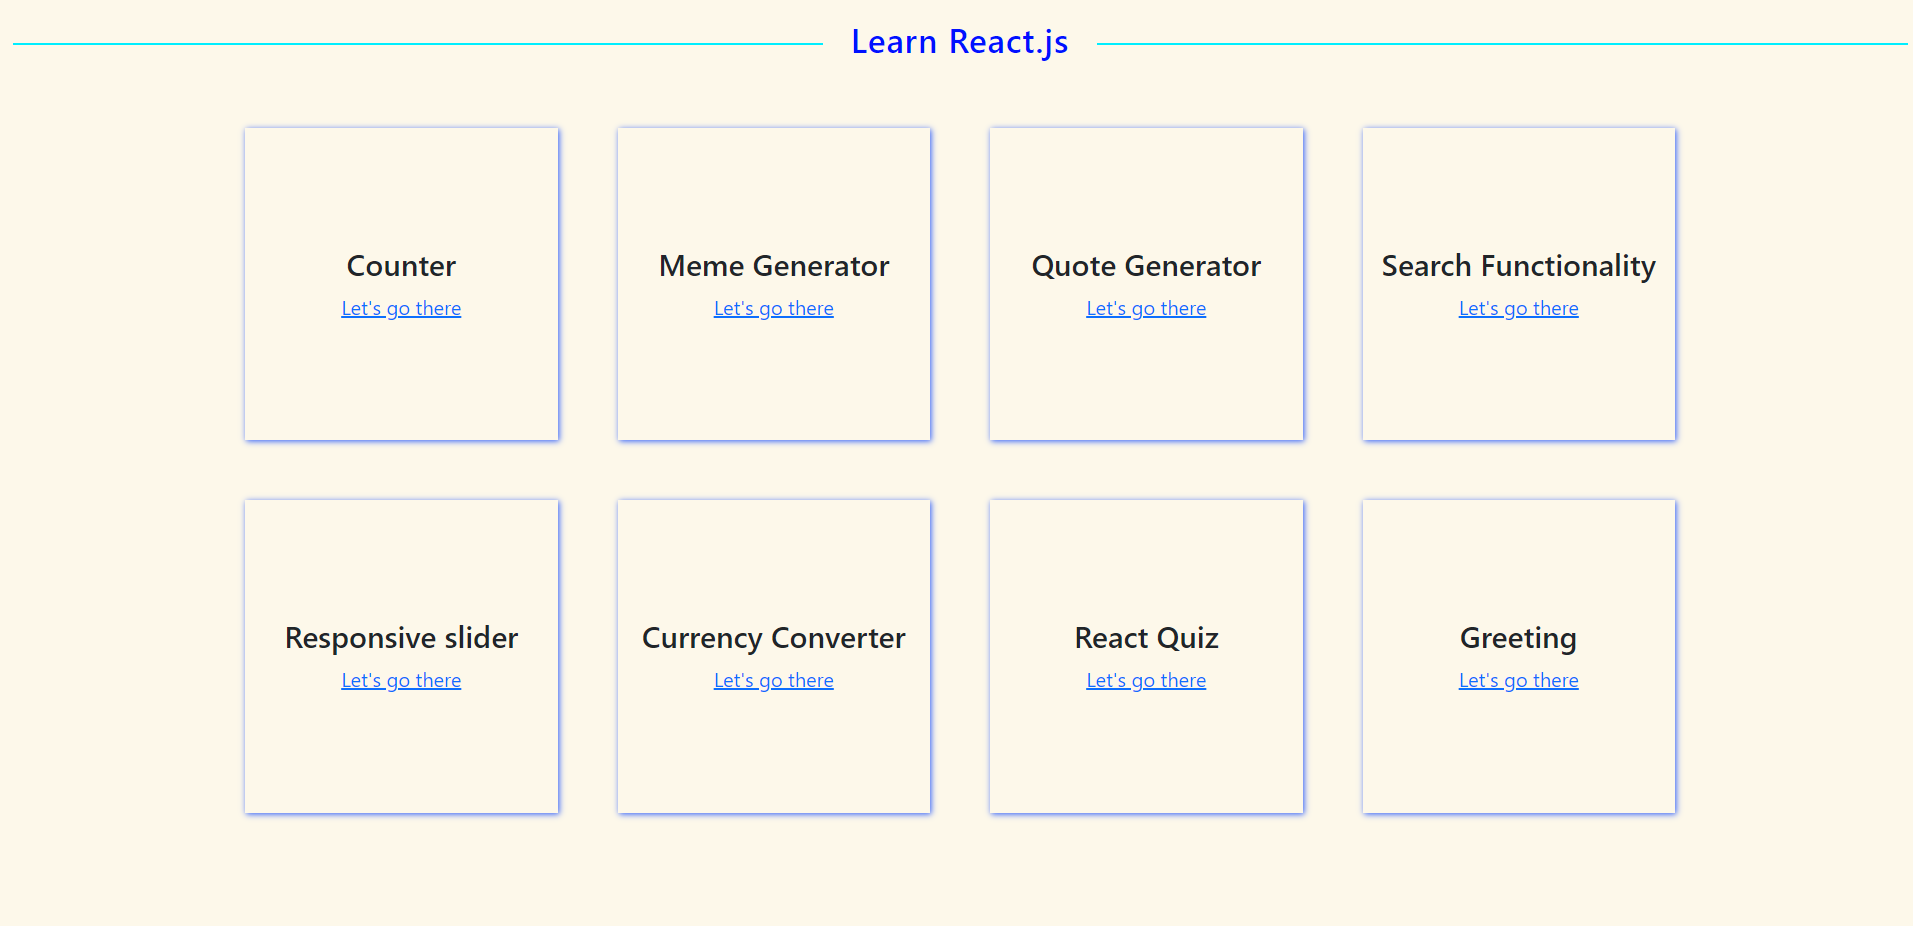 Learn React.js
Counter
Let's go there
Meme Generator
Let's go there
Quote Generator
Let's go there
Search Functionality
Let's go there
Responsive slider
Let's go there
Currency Converter
Let's go there
React Quiz
Let's go there
Greeting
Let's go there